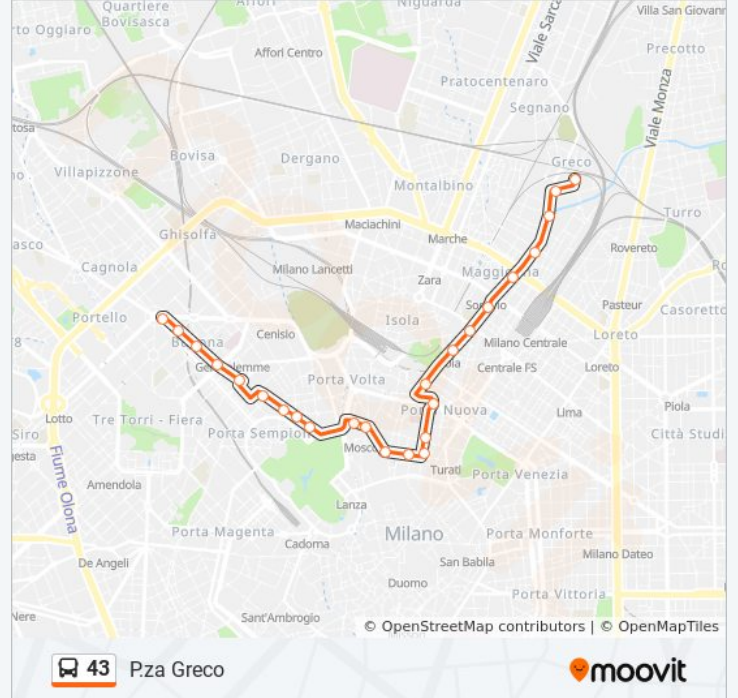 Quartiere
Bovisasca
Affori
Niguarda
Villa San Giovanni
to Oggiaro
Affori Centro
Viale Sarca
Precotto
Pratocentenaro
Segnano
Viale Monza
tosa
Bovisa
Dergano
Greco
Villapizzone
Montalbino
Turro
Ghisolfa
Maciachini
Marche
Rovereto
asco
Cagnola
Milano Lancetti
Zara
Maggiolina
Pasteur
Portello
Isola
Casoretto
Cenisio
Milano Centrale
Loreto
Centrale FS
Loreto
Porta Volta
Lotto
Tre Torri - Fiera
Porta Nuova
Lima
Piola
Siro
Porta Sempione
Città Studi
gesta
Mosco
Turati
Porta Venezia
Fiume Olona
Amendola
Lanza
Porta Magenta
Milano
Porta Monforte
Cadorna
Milano Dateo
De Angeli
San Babila
Duomo
Porta Vittoria
Nere
Sant'Ambrogio
© OpenStreetMap contributors | © OpenMapTiles
43 P.za Greco
moovit